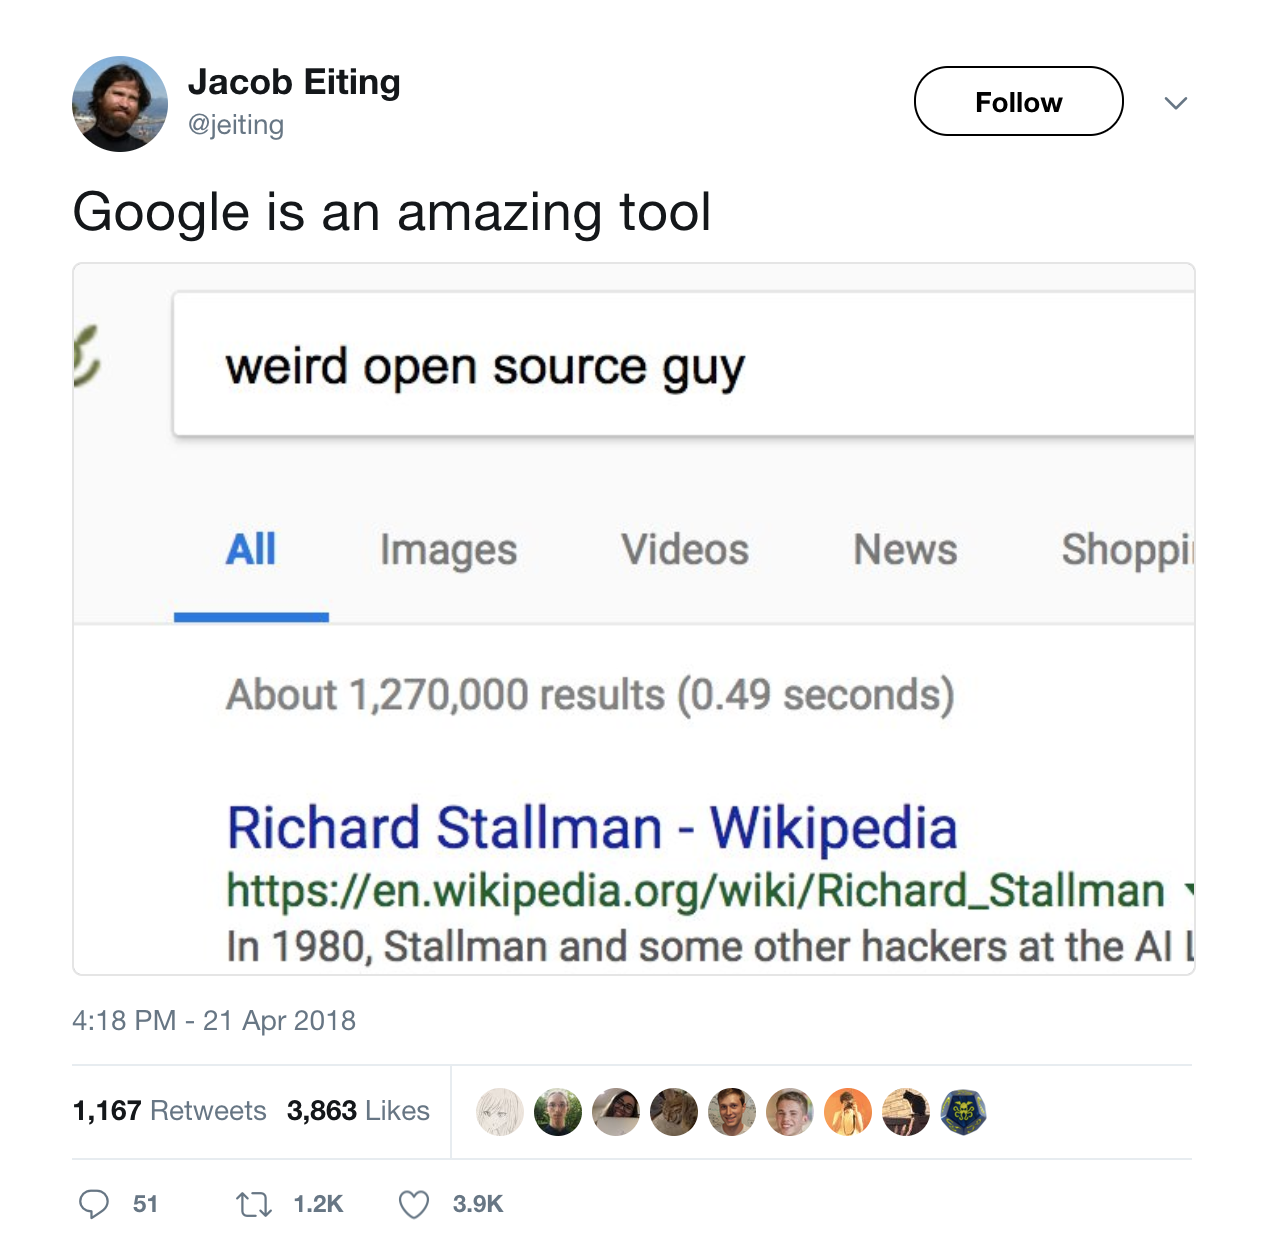 Jacob Eiting
@jeiting
Follow
Google is an amazing tool
weird open source guy
All Images Videos News Shoppi
About 1,270,000 results (0.49 seconds)
Richard Stallman - Wikipedia
https://en.wikipedia.org/wiki/Richard_Stallman
In 1980, Stallman and some other hackers at the AI L
4:18 PM - 21 Apr 2018
1,167 Retweets 3,863 Likes
51 1.2K 3.9K